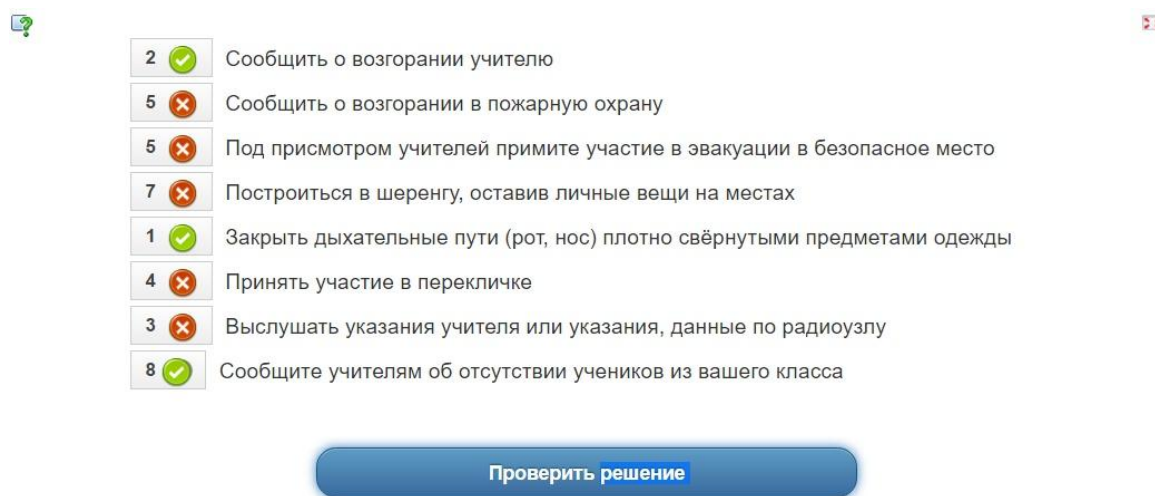 2 Сообщить о возгорании учителю
5 Сообщить о возгорании в пожарную охрану
5 Под присмотром учителей примите участие в эвакуации в безопасное место
7 Построиться в шеренгу, оставив личные вещи на местах
1 Закрыть дыхательные пути (рот, нос) плотно свёрнутыми предметами одежды
4 Принять участие в перекличке
3 Выслушать указания учителя или указания, данные по радиоузлу
8 Сообщите учителям об отсутствии учеников из вашего класса
Проверить решение